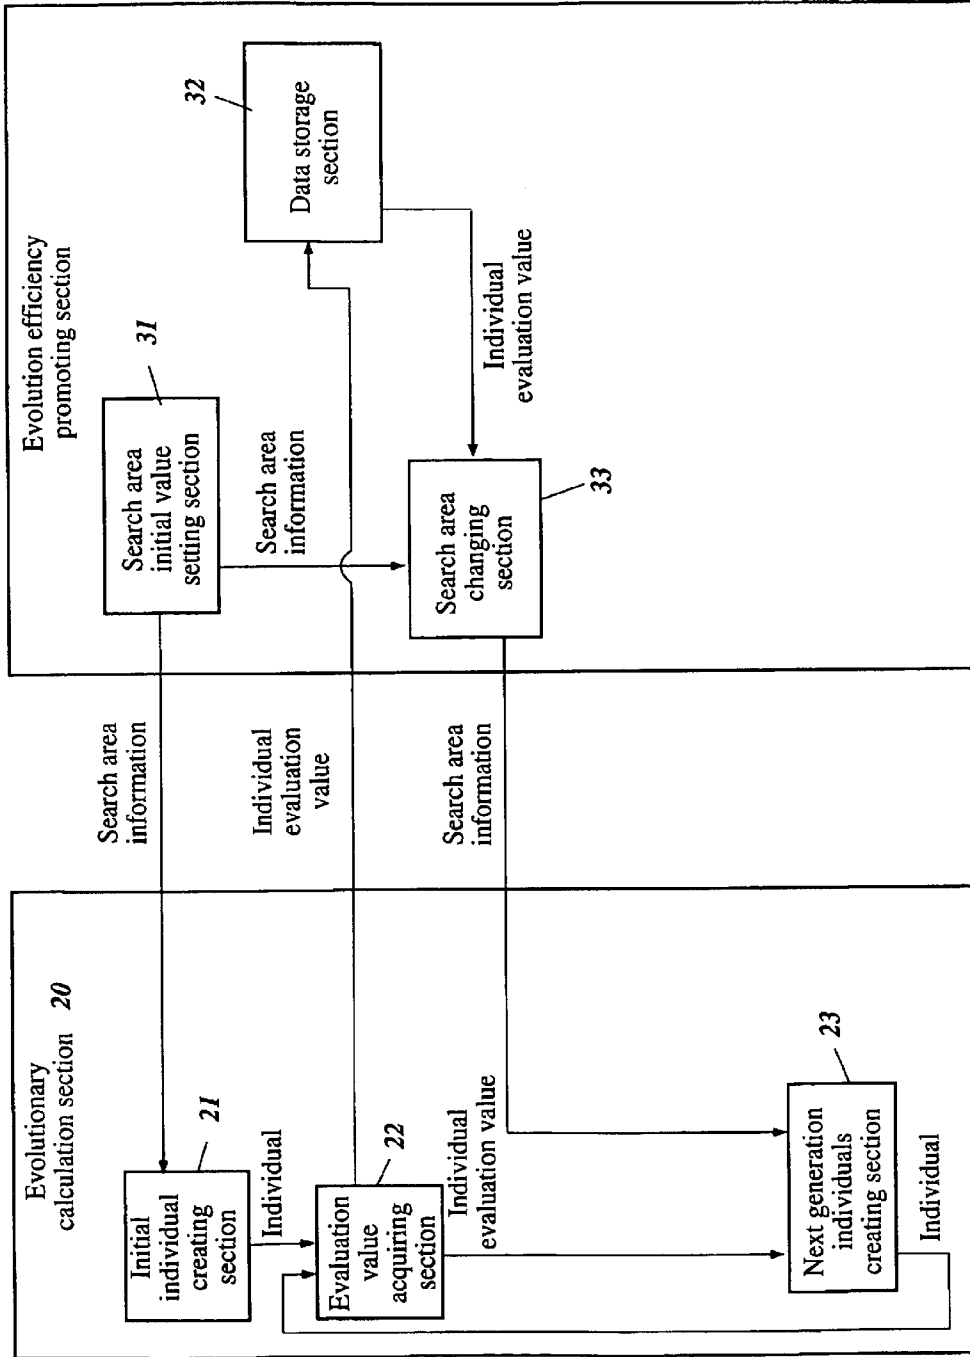 Evolutionary
calculation section 20
Initial
individual
creating
section
21
Individual
Evaluation
value
acquiring
section
22
Individual
evaluation value
Next generation
individuals
creating section
23
Individual
Search area
information
Individual
evaluation
value
Search area
information
Evolution efficiency
promoting section
Search area
initial value
setting section
31
Search area
information
Data storage
section
32
Individual
evaluation value
Search area
changing
section
33